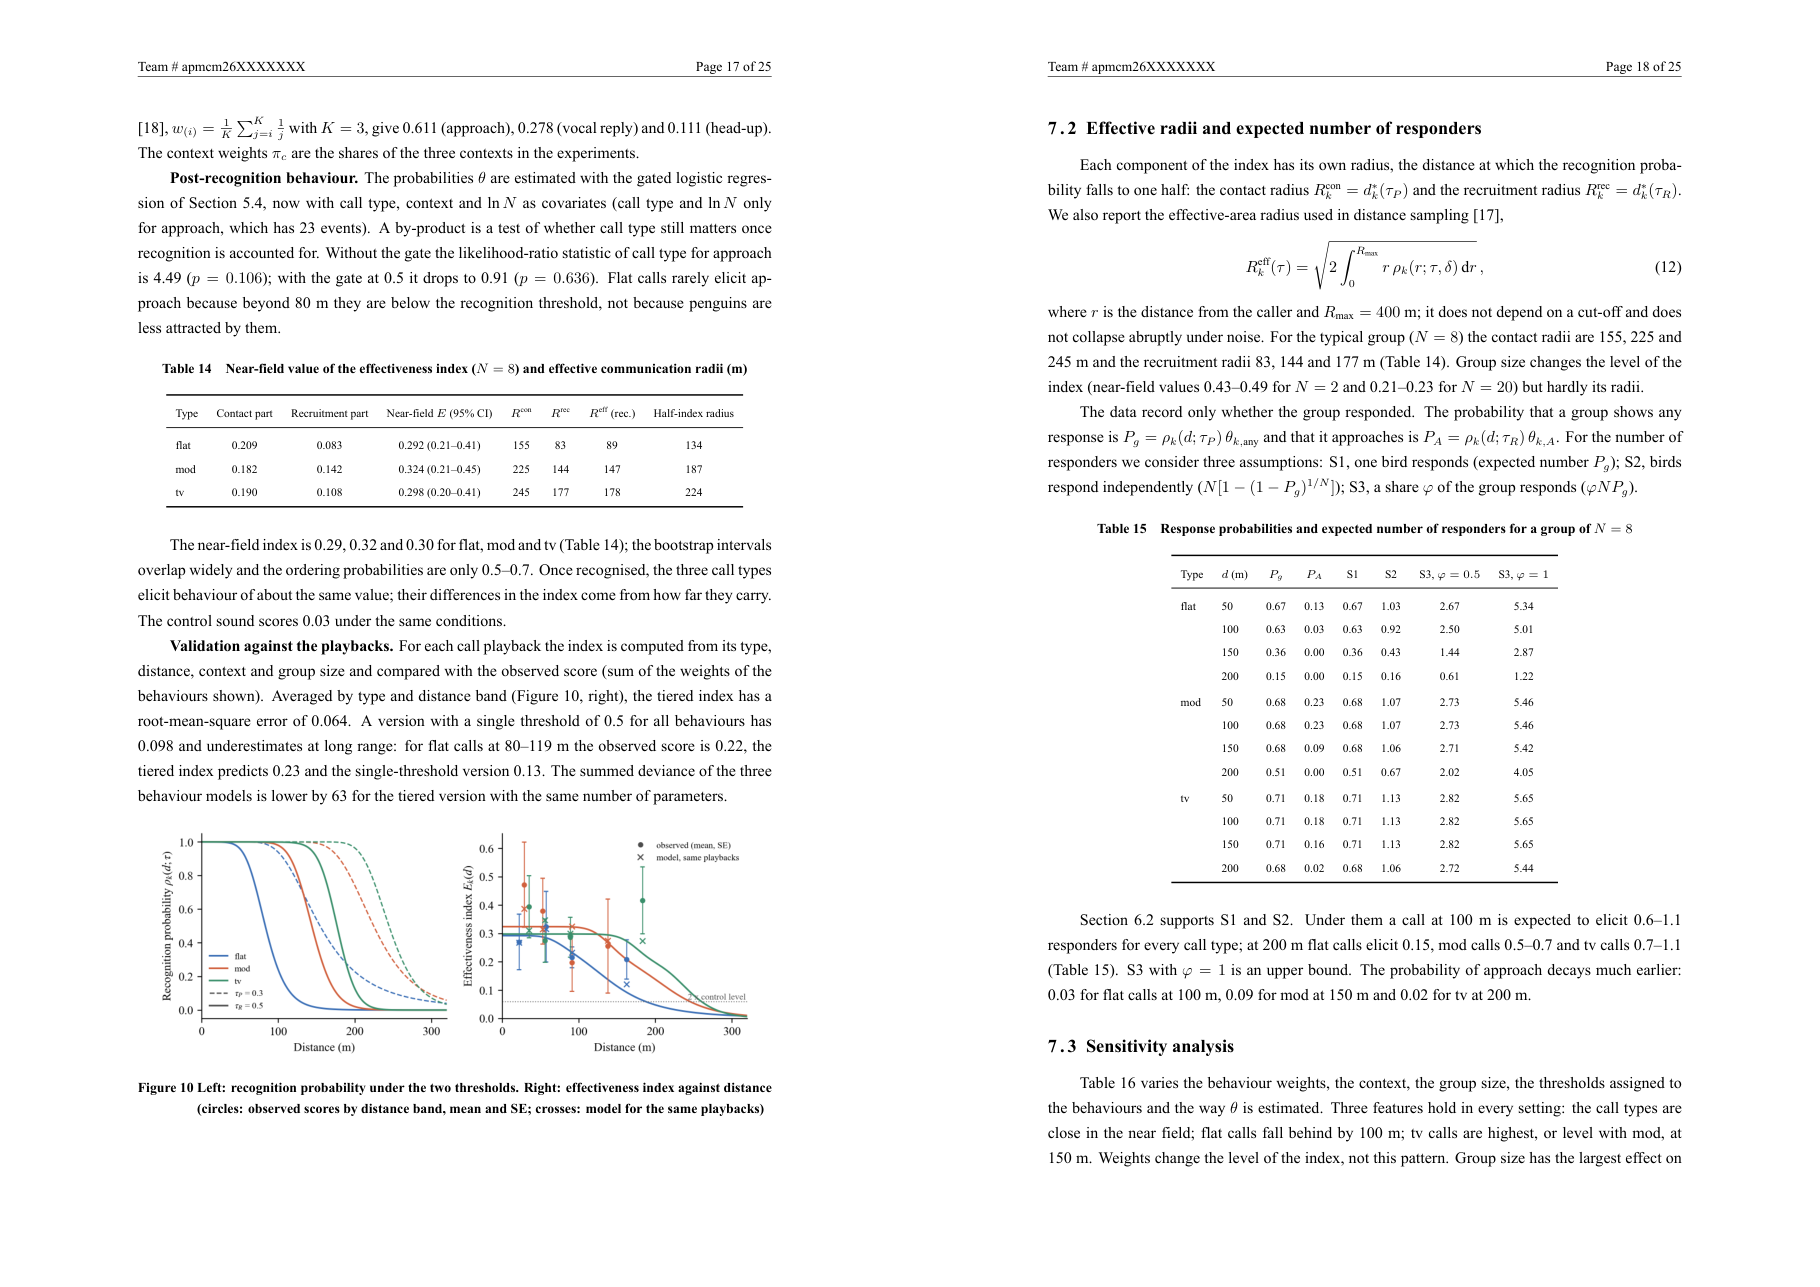 Team # apmcm26XXXXXXX Page 17 of 25
[18], w₍ᵢ₎ = 1/K ∑_{j=i}^{K} 1/j with K = 3, give 0.611 (approach), 0.278 (vocal reply) and 0.111 (head-up).
The context weights π_c are the shares of the three contexts in the experiments.
Post-recognition behaviour. The probabilities θ are estimated with the gated logistic regres-
sion of Section 5.4, now with call type, context and ln N as covariates (call type and ln N only
for approach, which has 23 events). A by-product is a test of whether call type still matters once
recognition is accounted for. Without the gate the likelihood-ratio statistic of call type for approach
is 4.49 (p = 0.106); with the gate at 0.5 it drops to 0.91 (p = 0.636). Flat calls rarely elicit ap-
proach because beyond 80 m they are below the recognition threshold, not because penguins are
less attracted by them.
Table 14 Near-field value of the effectiveness index (N = 8) and effective communication radii (m)
Type Contact part Recruitment part Near-field E (95% CI) R^con R^rec R^eff (rec.) Half-index radius
flat 0.209 0.083 0.292 (0.21–0.41) 155 83 89 134
mod 0.182 0.142 0.324 (0.21–0.45) 225 144 147 187
tv 0.190 0.108 0.298 (0.20–0.41) 245 177 178 224
The near-field index is 0.29, 0.32 and 0.30 for flat, mod and tv (Table 14); the bootstrap intervals
overlap widely and the ordering probabilities are only 0.5–0.7. Once recognised, the three call types
elicit behaviour of about the same value; their differences in the index come from how far they carry.
The control sound scores 0.03 under the same conditions.
Validation against the playbacks. For each call playback the index is computed from its type,
distance, context and group size and compared with the observed score (sum of the weights of the
behaviours shown). Averaged by type and distance band (Figure 10, right), the tiered index has a
root-mean-square error of 0.064. A version with a single threshold of 0.5 for all behaviours has
0.098 and underestimates at long range: for flat calls at 80–119 m the observed score is 0.22, the
tiered index predicts 0.23 and the single-threshold version 0.13. The summed deviance of the three
behaviour models is lower by 63 for the tiered version with the same number of parameters.
Recognition probability ρ_k(d; τ)
1.0
0.8
0.6
0.4
0.2
0.0
flat
mod
tv
τ_P = 0.3
τ_R = 0.5
0 100 200 300
Distance (m)
Effectiveness index E_k(d)
0.6
0.5
0.4
0.3
0.2
0.1
0.0
observed (mean, SE)
model, same playbacks
control level
0 100 200 300
Distance (m)
Figure 10 Left: recognition probability under the two thresholds. Right: effectiveness index against distance
(circles: observed scores by distance band, mean and SE; crosses: model for the same playbacks)
Team # apmcm26XXXXXXX Page 18 of 25
7.2 Effective radii and expected number of responders
Each component of the index has its own radius, the distance at which the recognition proba-
bility falls to one half: the contact radius R_k^con = d_k^*(τ_P) and the recruitment radius R_k^rec = d_k^*(τ_R).
We also report the effective-area radius used in distance sampling [17],
R_k^eff(τ) = √(2 ∫_0^{R_max} r ρ_k(r; τ, δ) dr) , (12)
where r is the distance from the caller and R_max = 400 m; it does not depend on a cut-off and does
not collapse abruptly under noise. For the typical group (N = 8) the contact radii are 155, 225 and
245 m and the recruitment radii 83, 144 and 177 m (Table 14). Group size changes the level of the
index (near-field values 0.43–0.49 for N = 2 and 0.21–0.23 for N = 20) but hardly its radii.
The data record only whether the group responded. The probability that a group shows any
response is P_g = ρ_k(d; τ_P) θ_{k,any} and that it approaches is P_A = ρ_k(d; τ_R) θ_{k,A}. For the number of
responders we consider three assumptions: S1, one bird responds (expected number P_g); S2, birds
respond independently (N[1 − (1 − P_g)^{1/N}]); S3, a share φ of the group responds (φNP_g).
Table 15 Response probabilities and expected number of responders for a group of N = 8
Type d (m) P_g P_A S1 S2 S3, φ = 0.5 S3, φ = 1
flat 50 0.67 0.13 0.67 1.03 2.67 5.34
100 0.63 0.03 0.63 0.92 2.50 5.01
150 0.36 0.00 0.36 0.43 1.44 2.87
200 0.15 0.00 0.15 0.16 0.61 1.22
mod 50 0.68 0.23 0.68 1.07 2.73 5.46
100 0.68 0.23 0.68 1.07 2.73 5.46
150 0.68 0.09 0.68 1.06 2.71 5.42
200 0.51 0.00 0.51 0.67 2.02 4.05
tv 50 0.71 0.18 0.71 1.13 2.82 5.65
100 0.71 0.18 0.71 1.13 2.82 5.65
150 0.71 0.16 0.71 1.13 2.82 5.65
200 0.68 0.02 0.68 1.06 2.72 5.44
Section 6.2 supports S1 and S2. Under them a call at 100 m is expected to elicit 0.6–1.1
responders for every call type; at 200 m flat calls elicit 0.15, mod calls 0.5–0.7 and tv calls 0.7–1.1
(Table 15). S3 with φ = 1 is an upper bound. The probability of approach decays much earlier:
0.03 for flat calls at 100 m, 0.09 for mod at 150 m and 0.02 for tv at 200 m.
7.3 Sensitivity analysis
Table 16 varies the behaviour weights, the context, the group size, the thresholds assigned to
the behaviours and the way θ is estimated. Three features hold in every setting: the call types are
close in the near field; flat calls fall behind by 100 m; tv calls are highest, or level with mod, at
150 m. Weights change the level of the index, not this pattern. Group size has the largest effect on